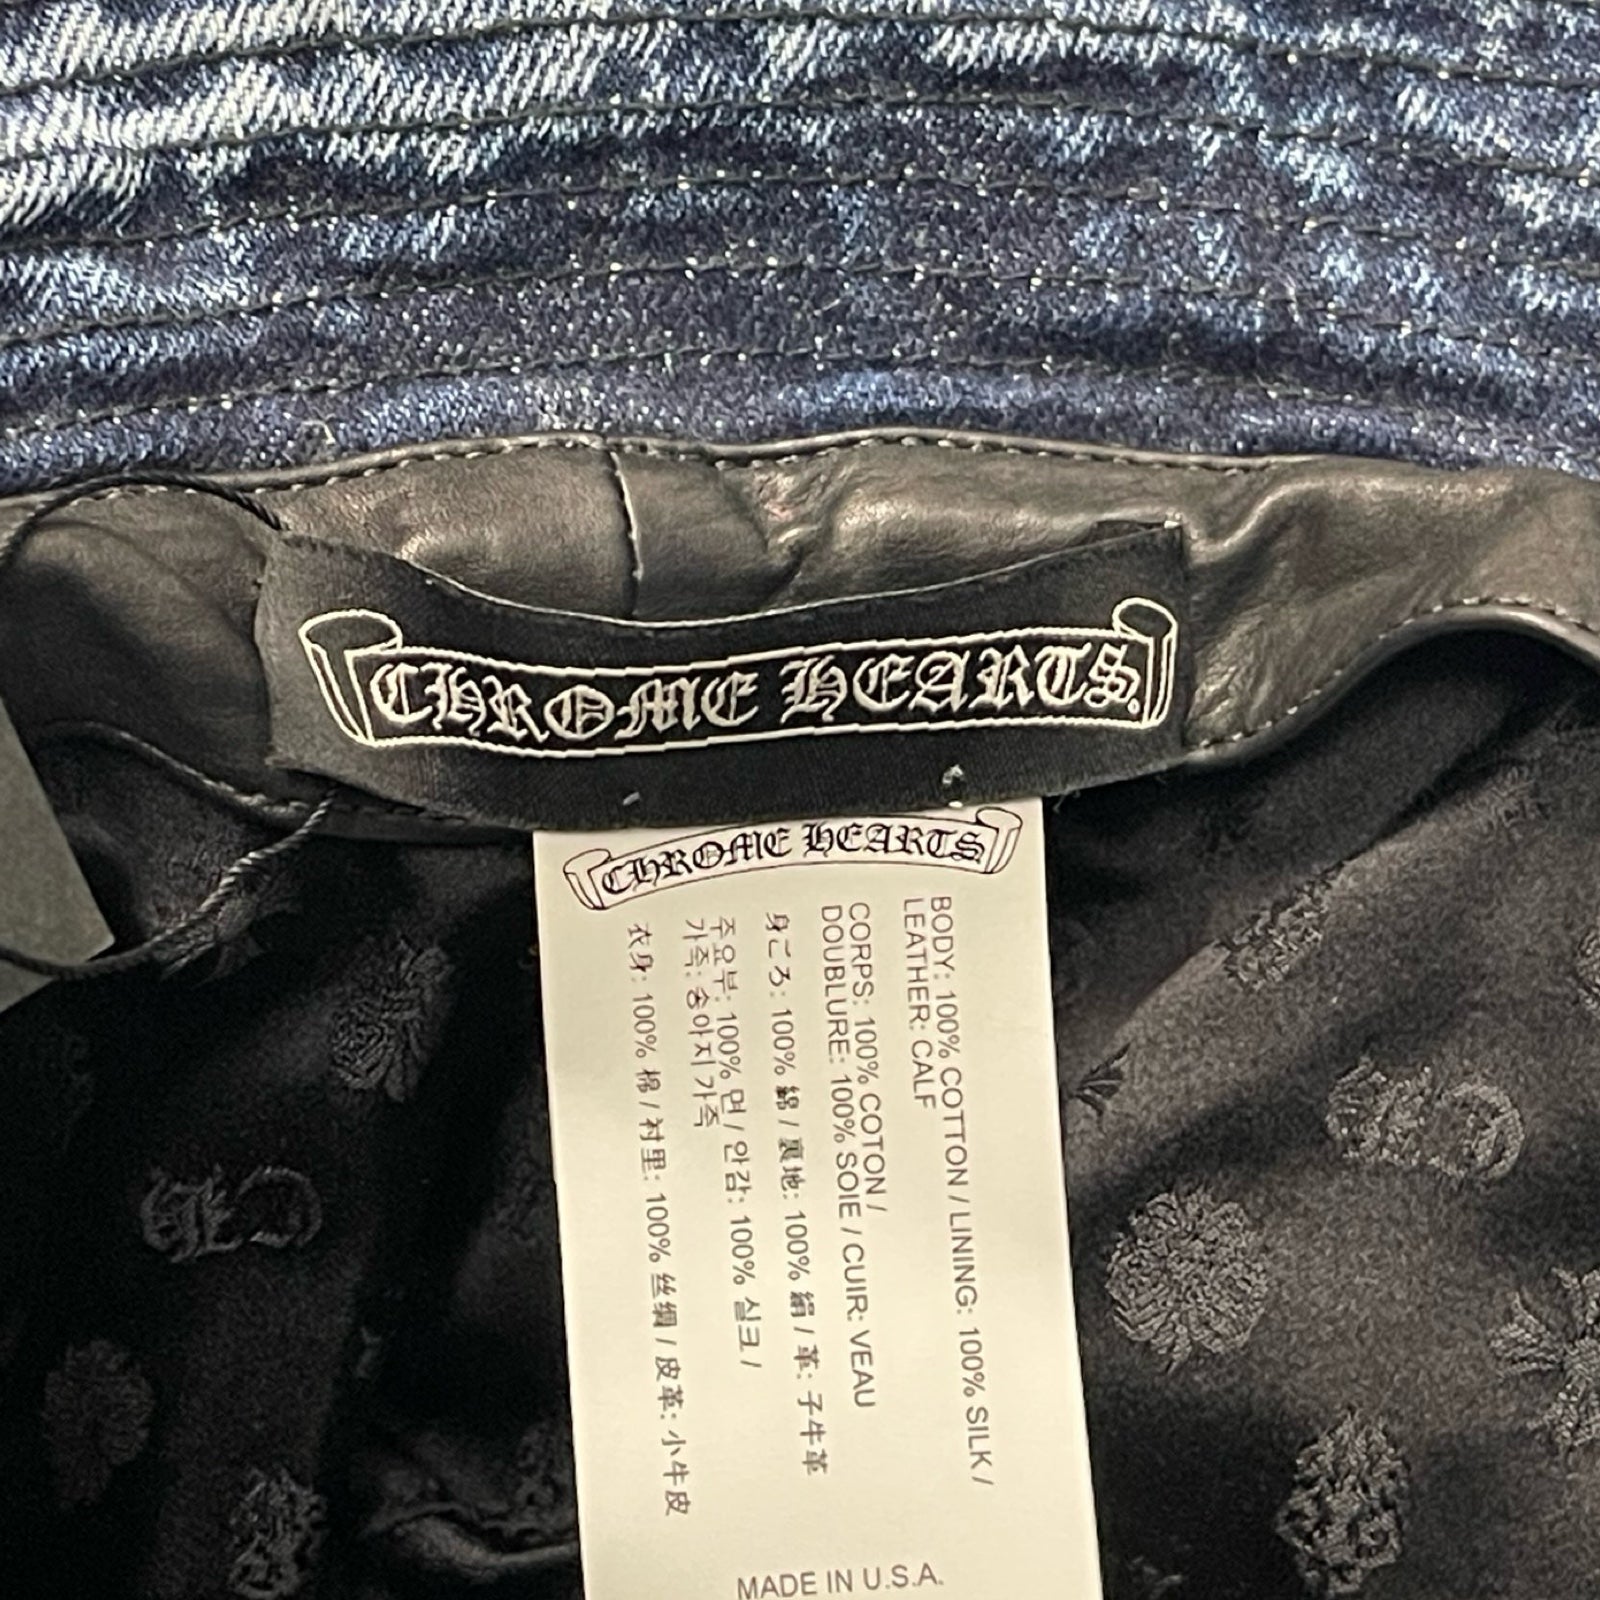 CHROME HEARTS
CHROME HEARTS
BODY: 100% COTTON / LINING: 100% SILK /
LEATHER: CALF
CORPS: 100% COTON /
DOUBLURE: 100% SOIE / CUIR: VEAU
身ごろ: 100% 綿 / 裏地: 100% 絹 / 革: 子牛革
주요부: 100% 면 / 안감: 100% 실크 /
가죽: 송아지 가죽
衣身: 100% 棉 / 衬里: 100% 丝绸 / 皮革: 小牛皮
MADE IN U.S.A.